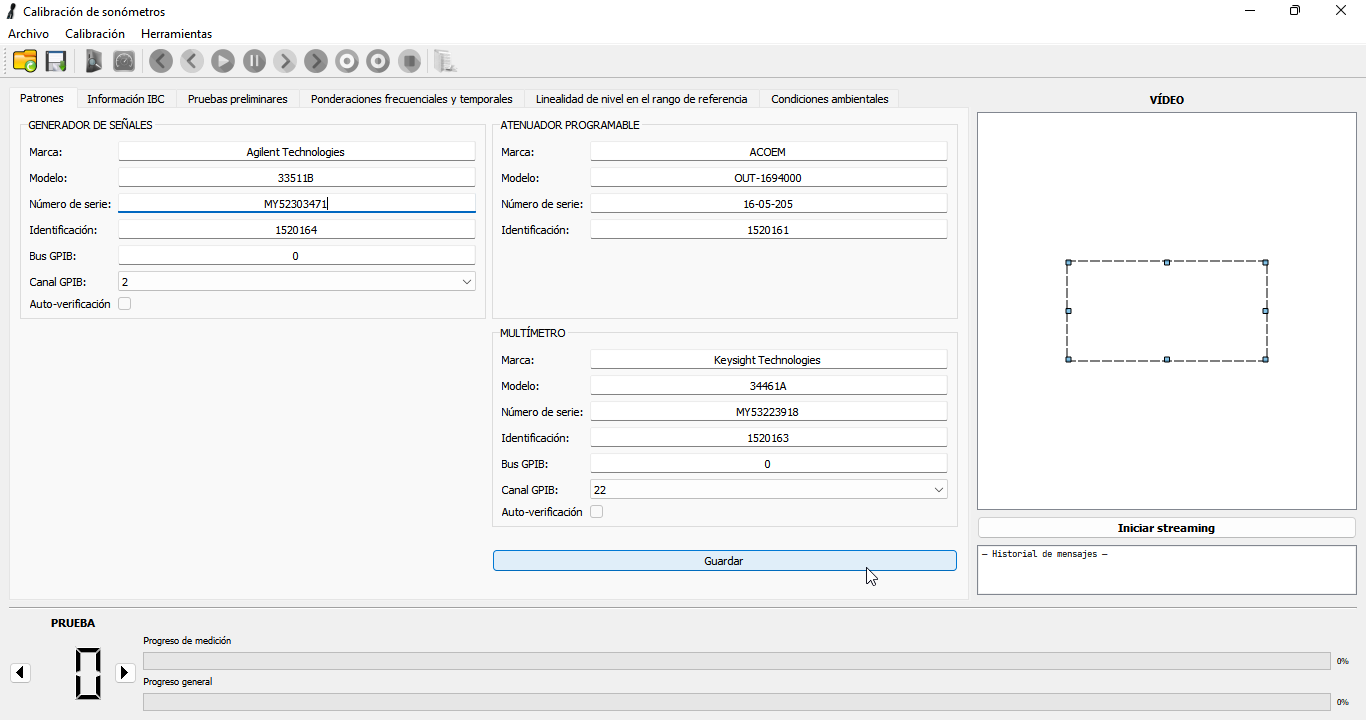 Calibración de sonómetros
Archivo Calibración Herramientas
Patrones Información IBC Pruebas preliminares Ponderaciones frecuenciales y temporales Linealidad de nivel en el rango de referencia Condiciones ambientales
GENERADOR DE SEÑALES
Marca: Agilent Technologies
Modelo: 33511B
Número de serie: MY52303471
Identificación: 1520164
Bus GPIB: 0
Canal GPIB: 2
Auto-verificación
ATENUADOR PROGRAMABLE
Marca: ACOEM
Modelo: OUT-1694000
Número de serie: 16-05-205
Identificación: 1520161
MULTÍMETRO
Marca: Keysight Technologies
Modelo: 34461A
Número de serie: MY53223918
Identificación: 1520163
Bus GPIB: 0
Canal GPIB: 22
Auto-verificación
Guardar
VÍDEO
Iniciar streaming
— Historial de mensajes —
PRUEBA
0
Progreso de medición
0%
Progreso general
0%